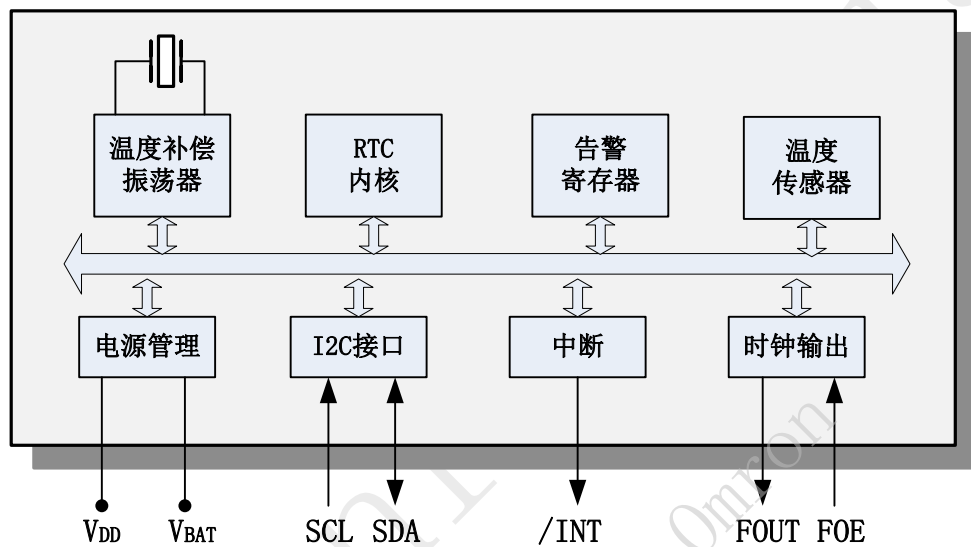 温度补偿
振荡器
RTC
内核
告警
寄存器
温度
传感器
电源管理
I2C接口
中断
时钟输出
VDD
VBAT
SCL
SDA
/INT
FOUT
FOE
Omron